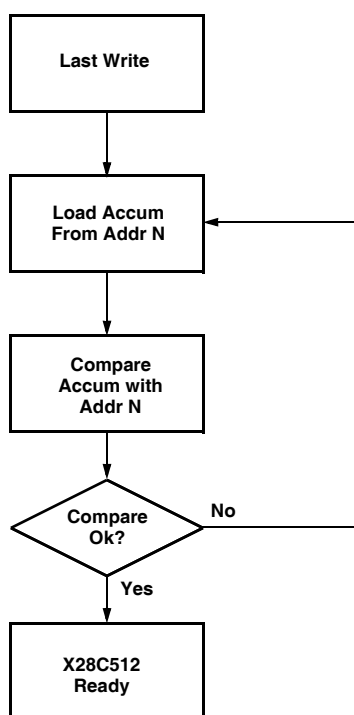 Last Write
Load Accum
From Addr N
Compare
Accum with
Addr N
Compare
Ok?
No
Yes
X28C512
Ready